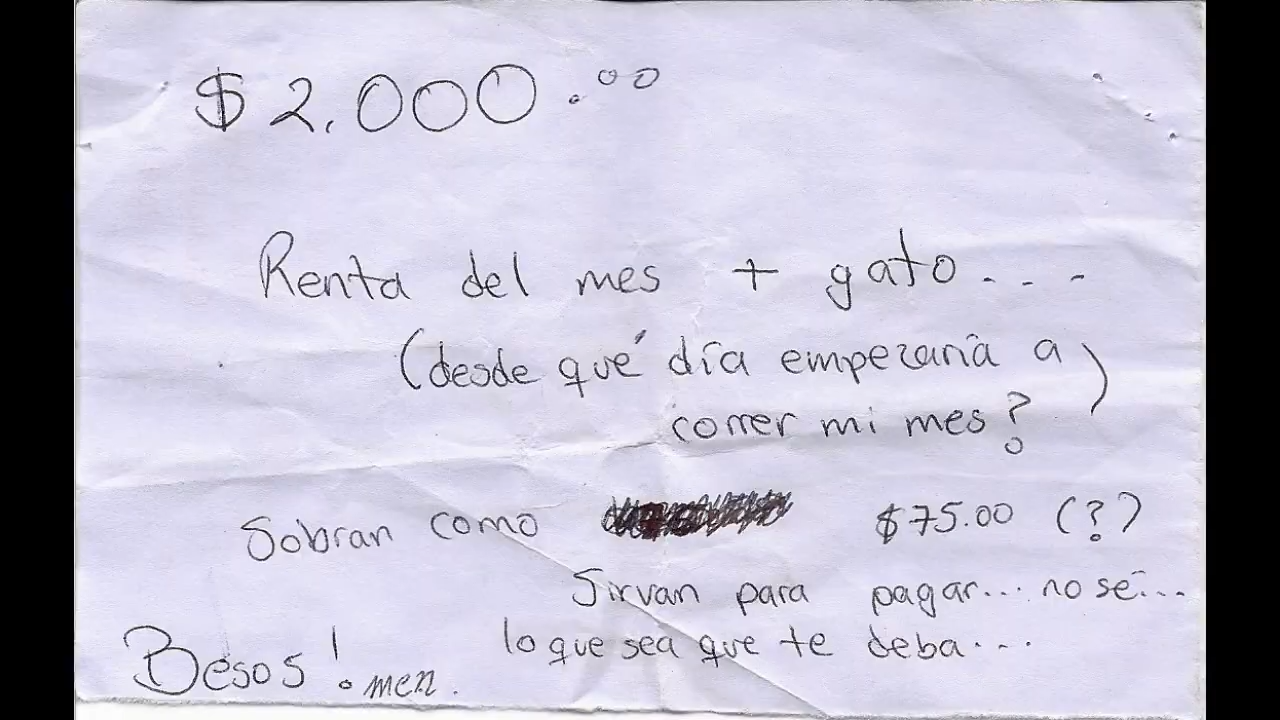 $2,000.00
Renta del mes + gato....
(desde qué día empezaría a)
correr mi mes?
Sobran como $75.00 (?)
Sirvan para pagar... no sé...
lo que sea que te deba...
Besos! men.